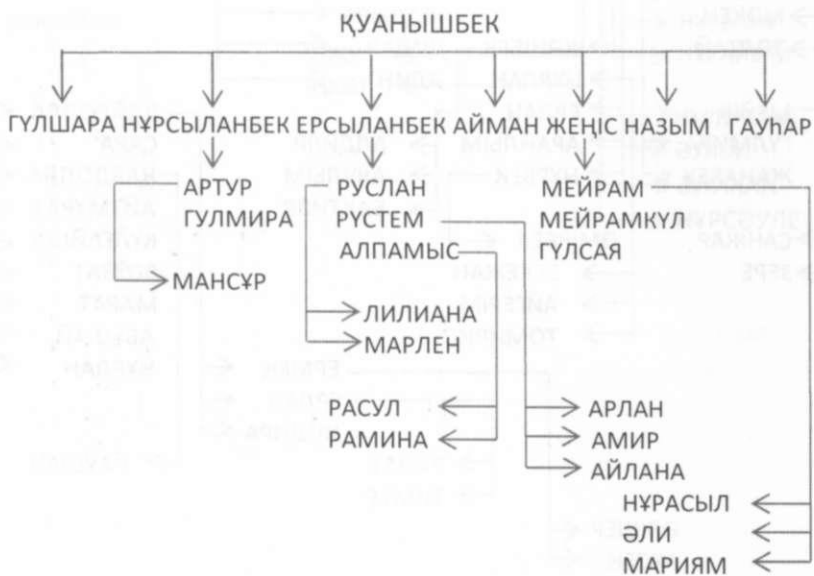 ҚУАНЫШБЕК
ГҮЛШАРА НҰРСЫЛАНБЕК ЕРСЫЛАНБЕК АЙМАН ЖЕҢІС НАЗЫМ ГАУҺАР
АРТУР РУСЛАН МЕЙРАМ
ГУЛМИРА РҮСТЕМ МЕЙРАМКҮЛ
АЛПАМЫС ГҮЛСАЯ
МАНСҰР
ЛИЛИАНА
МАРЛЕН
РАСУЛ АРЛАН
РАМИНА АМИР
АЙЛАНА
НҰРАСЫЛ
ӘЛИ
МАРИЯМ